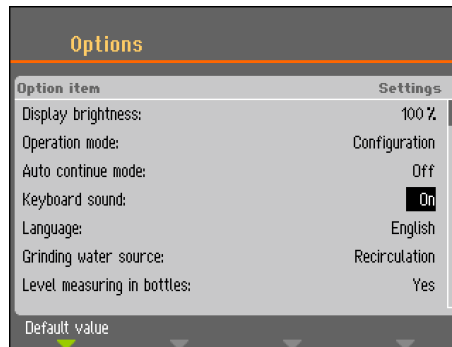 Options
Option item Settings
Display brightness: 100 %
Operation mode: Configuration
Auto continue mode: Off
Keyboard sound: On
Language: English
Grinding water source: Recirculation
Level measuring in bottles: Yes
Default value